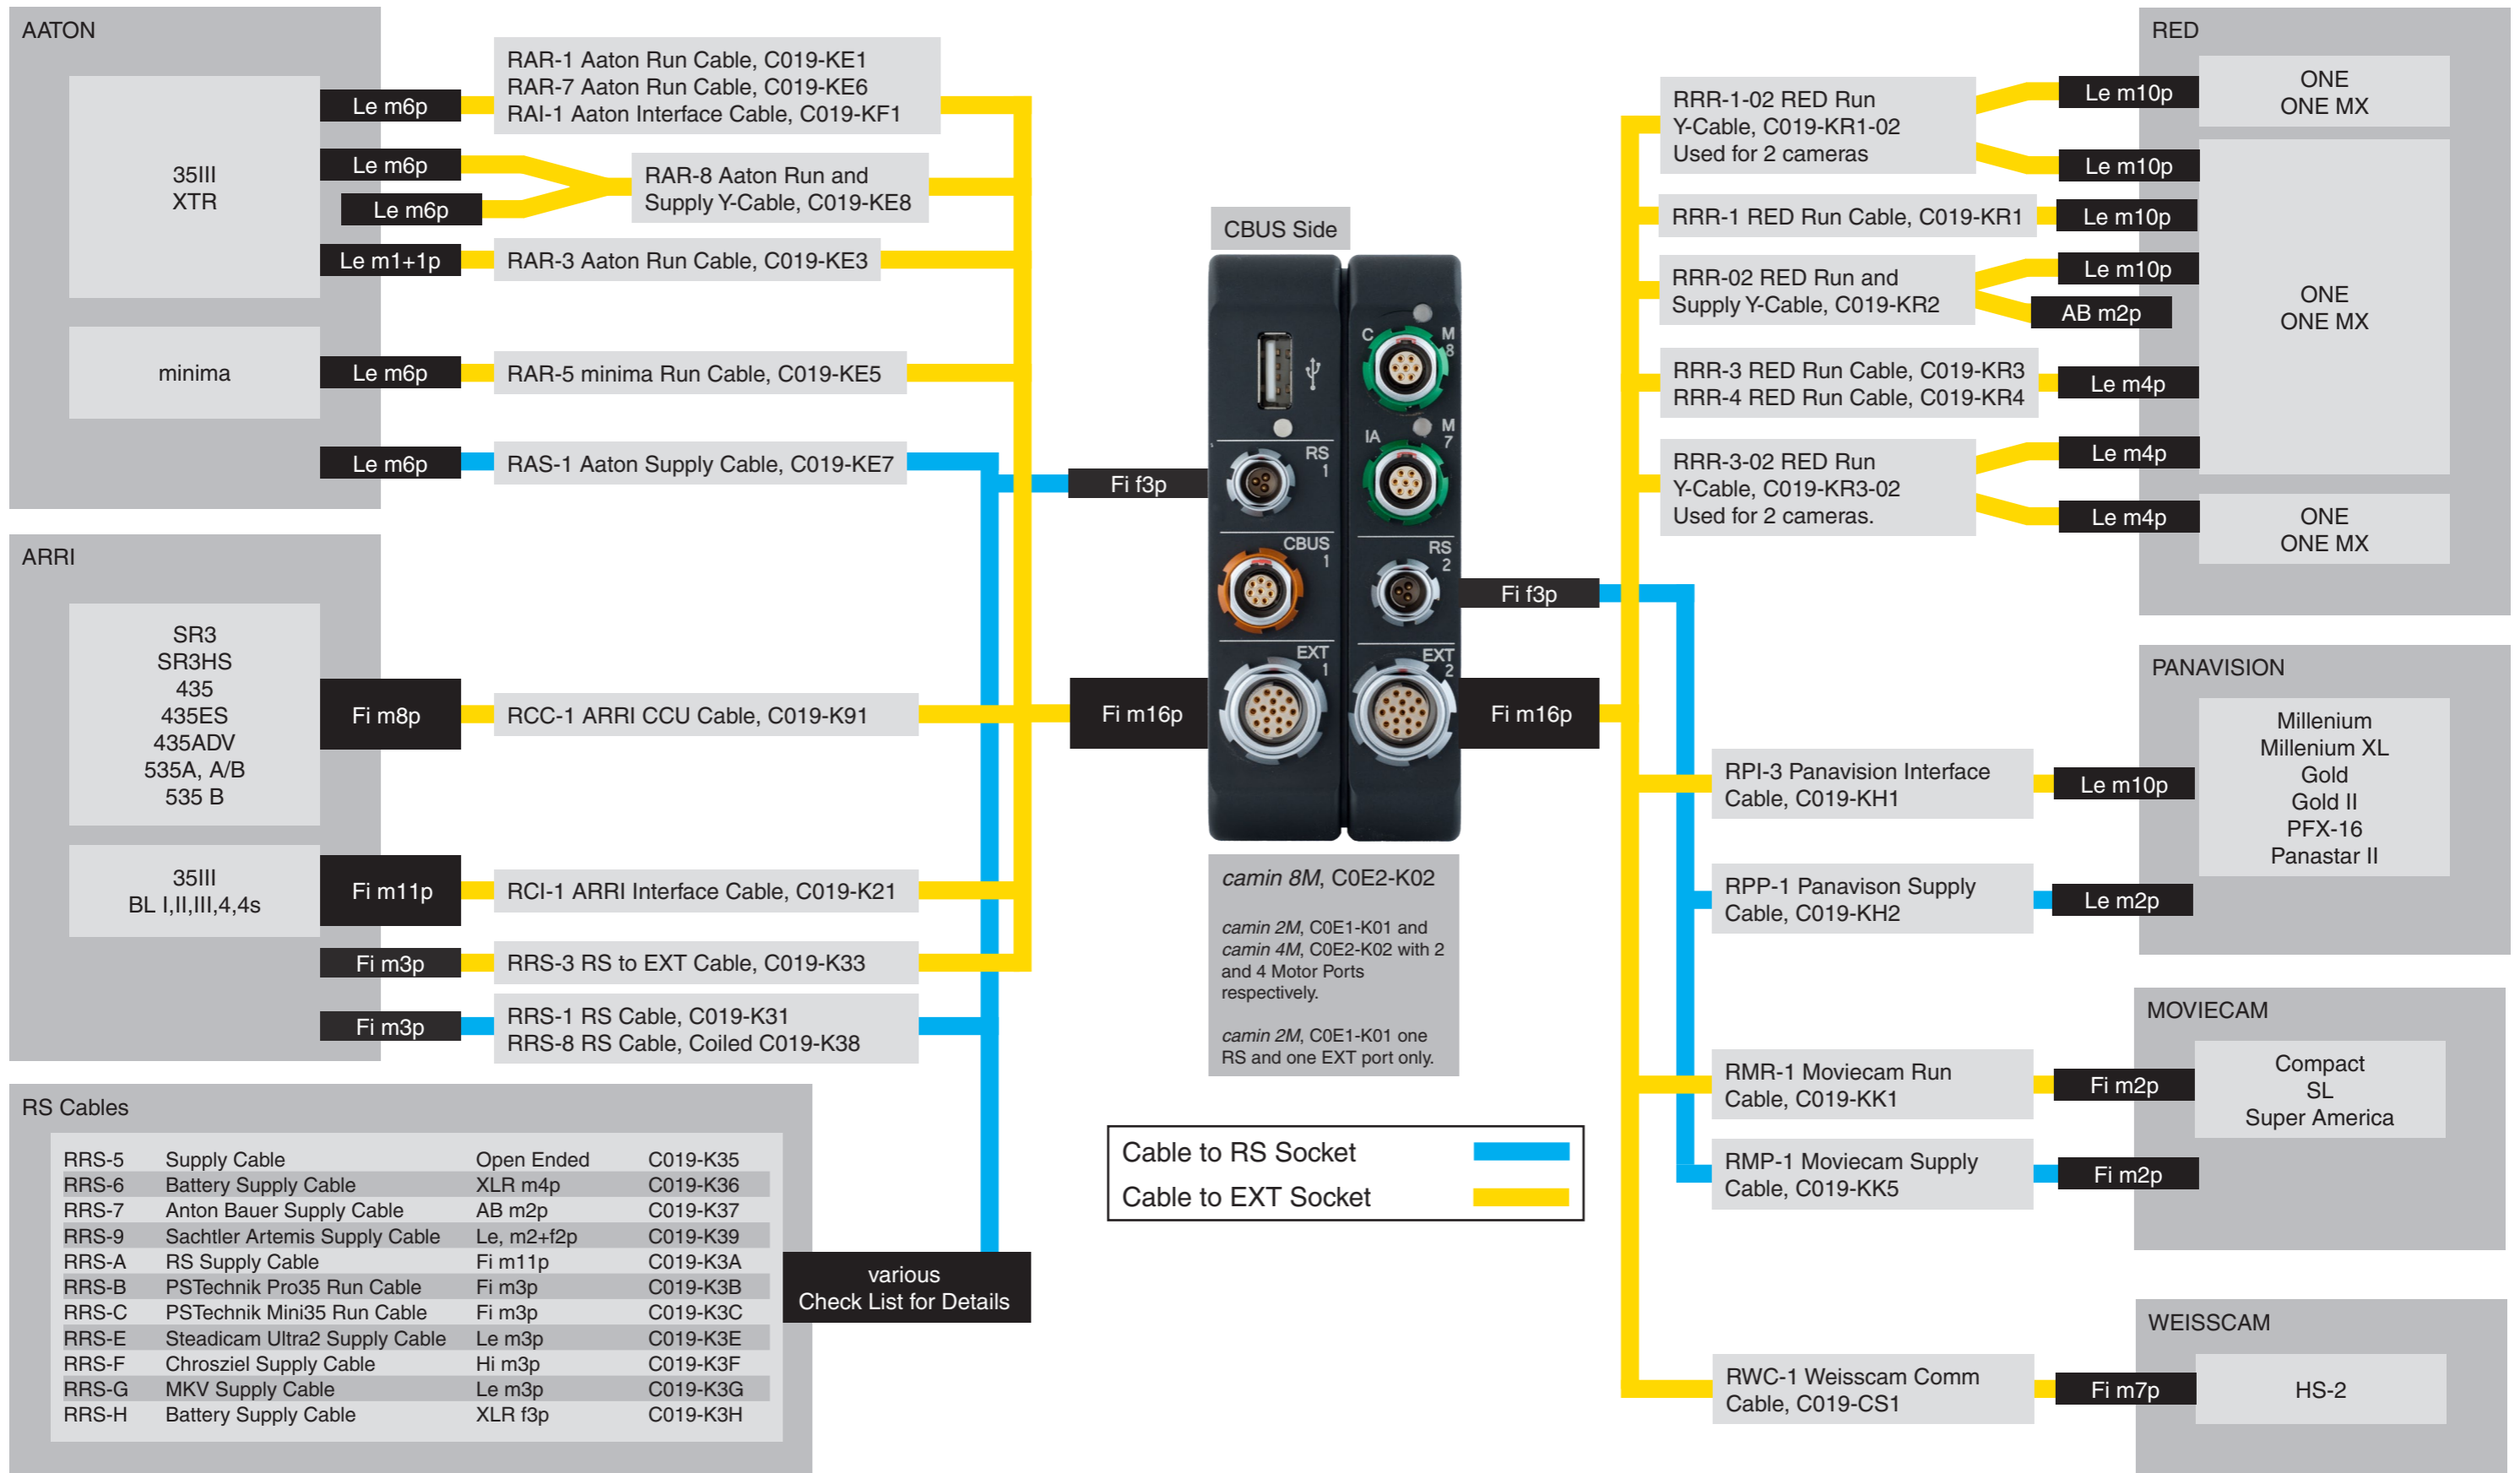 AATON
35III
XTR
Le m6p
RAR-1 Aaton Run Cable, C019-KE1
RAR-7 Aaton Run Cable, C019-KE6
RAI-1 Aaton Interface Cable, C019-KF1
Le m6p
Le m6p
RAR-8 Aaton Run and
Supply Y-Cable, C019-KE8
Le m1+1p
RAR-3 Aaton Run Cable, C019-KE3
minima
Le m6p
RAR-5 minima Run Cable, C019-KE5
Le m6p
RAS-1 Aaton Supply Cable, C019-KE7
ARRI
SR3
SR3HS
435
435ES
435ADV
535A, A/B
535 B
Fi m8p
RCC-1 ARRI CCU Cable, C019-K91
35III
BL I,II,III,4,4s
Fi m11p
RCI-1 ARRI Interface Cable, C019-K21
Fi m3p
RRS-3 RS to EXT Cable, C019-K33
Fi m3p
RRS-1 RS Cable, C019-K31
RRS-8 RS Cable, Coiled C019-K38
RS Cables
RRS-5 Supply Cable Open Ended C019-K35
RRS-6 Battery Supply Cable XLR m4p C019-K36
RRS-7 Anton Bauer Supply Cable AB m2p C019-K37
RRS-9 Sachtler Artemis Supply Cable Le, m2+f2p C019-K39
RRS-A RS Supply Cable Fi m11p C019-K3A
RRS-B PSTechnik Pro35 Run Cable Fi m3p C019-K3B
RRS-C PSTechnik Mini35 Run Cable Fi m3p C019-K3C
RRS-E Steadicam Ultra2 Supply Cable Le m3p C019-K3E
RRS-F Chrosziel Supply Cable Hi m3p C019-K3F
RRS-G MKV Supply Cable Le m3p C019-K3G
RRS-H Battery Supply Cable XLR f3p C019-K3H
various
Check List for Details
CBUS Side
Fi f3p
Fi m16p
C
M
8
IA
M
7
RS
1
CBUS
1
RS
2
EXT
1
EXT
2
Fi f3p
Fi m16p
camin 8M, C0E2-K02
camin 2M, C0E1-K01 and
camin 4M, C0E2-K02 with 2
and 4 Motor Ports
respectively.
camin 2M, C0E1-K01 one
RS and one EXT port only.
Cable to RS Socket
Cable to EXT Socket
RED
ONE
ONE MX
RRR-1-02 RED Run
Y-Cable, C019-KR1-02
Used for 2 cameras
Le m10p
Le m10p
RRR-1 RED Run Cable, C019-KR1
Le m10p
RRR-02 RED Run and
Supply Y-Cable, C019-KR2
Le m10p
AB m2p
ONE
ONE MX
RRR-3 RED Run Cable, C019-KR3
RRR-4 RED Run Cable, C019-KR4
Le m4p
RRR-3-02 RED Run
Y-Cable, C019-KR3-02
Used for 2 cameras.
Le m4p
Le m4p
ONE
ONE MX
PANAVISION
Millenium
Millenium XL
Gold
Gold II
PFX-16
Panastar II
RPI-3 Panavision Interface
Cable, C019-KH1
Le m10p
RPP-1 Panavison Supply
Cable, C019-KH2
Le m2p
MOVIECAM
Compact
SL
Super America
RMR-1 Moviecam Run
Cable, C019-KK1
Fi m2p
RMP-1 Moviecam Supply
Cable, C019-KK5
Fi m2p
WEISSCAM
RWC-1 Weisscam Comm
Cable, C019-CS1
Fi m7p
HS-2